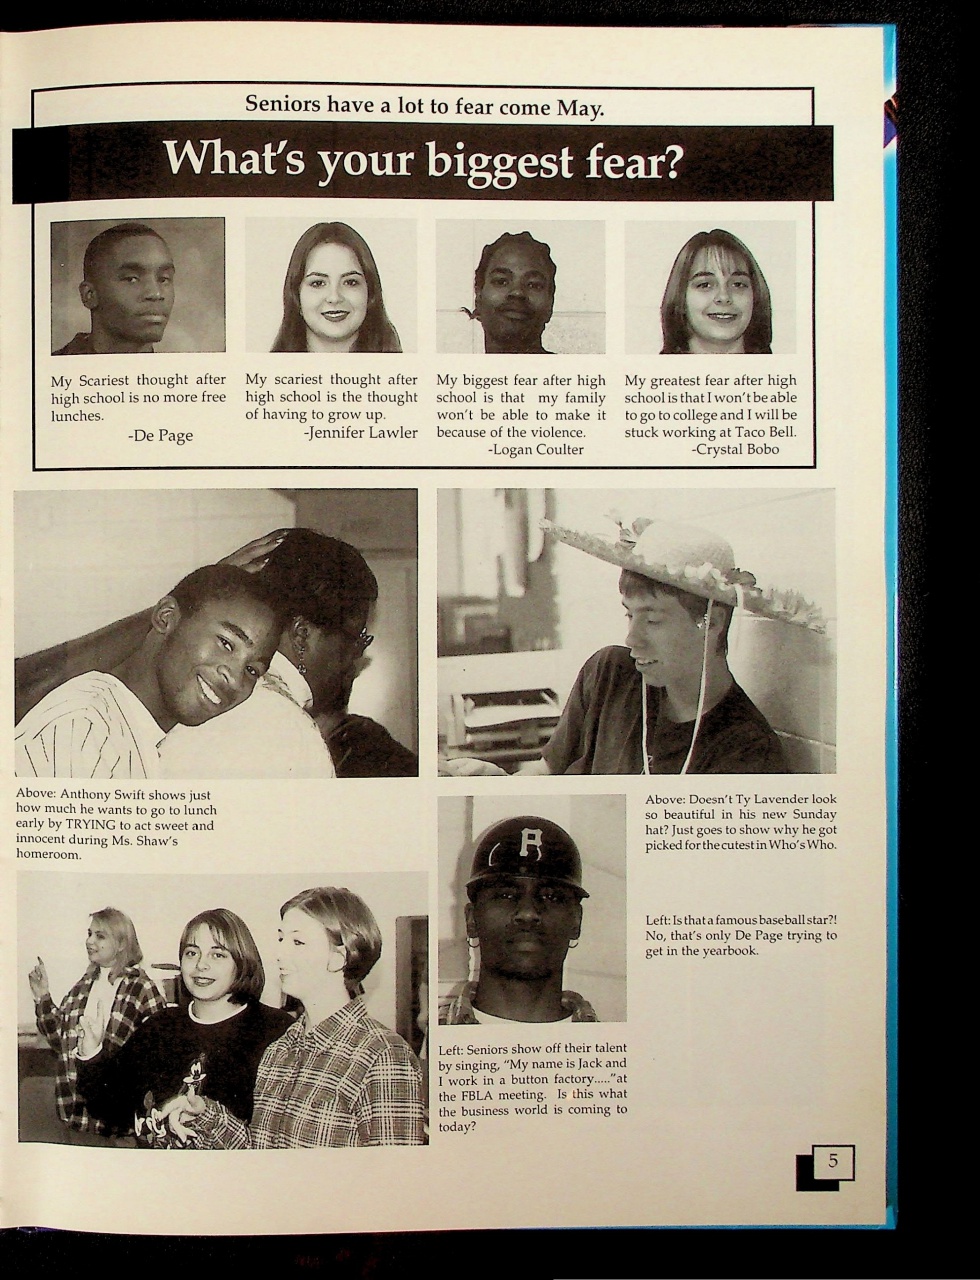 Seniors have a lot to fear come May.
What's your biggest fear?
My Scariest thought after
high school is no more free
lunches.
-De Page
My scariest thought after
high school is the thought
of having to grow up.
-Jennifer Lawler
My biggest fear after high
school is that my family
won't be able to make it
because of the violence.
-Logan Coulter
My greatest fear after high
school is that I won't be able
to go to college and I will be
stuck working at Taco Bell.
-Crystal Bobo
Above: Anthony Swift shows just
how much he wants to go to lunch
early by TRYING to act sweet and
innocent during Ms. Shaw's
homeroom.
Above: Doesn't Ty Lavender look
so beautiful in his new Sunday
hat? Just goes to show why he got
picked for the cutest in Who's Who.
R
Left: Is that a famous baseball star?!
No, that's only De Page trying to
get in the yearbook.
Left: Seniors show off their talent
by singing, "My name is Jack and
I work in a button factory....."at
the FBLA meeting. Is this what
the business world is coming to
today?
5